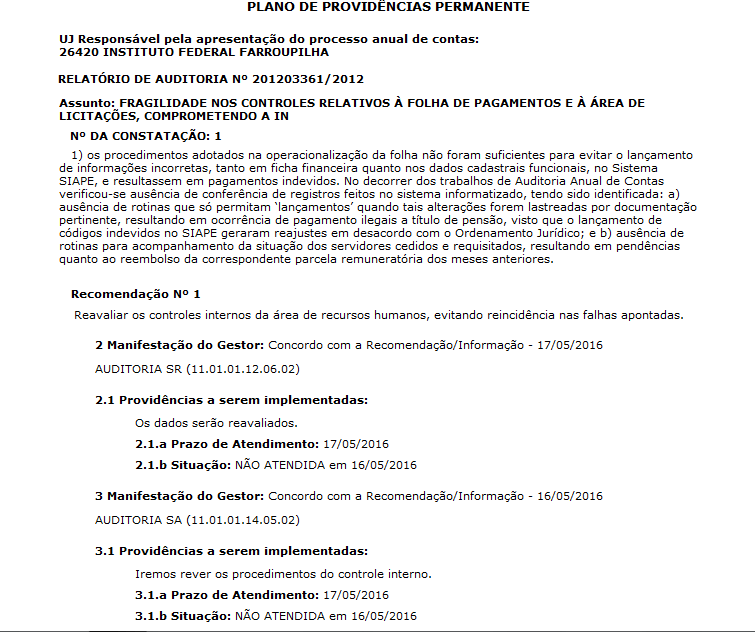 PLANO DE PROVIDÊNCIAS PERMANENTE
UJ Responsável pela apresentação do processo anual de contas:
26420 INSTITUTO FEDERAL FARROUPILHA
RELATÓRIO DE AUDITORIA Nº 201203361/2012
Assunto: FRAGILIDADE NOS CONTROLES RELATIVOS À FOLHA DE PAGAMENTOS E À ÁREA DE
LICITAÇÕES, COMPROMETENDO A IN
Nº DA CONSTATAÇÃO: 1
1) os procedimentos adotados na operacionalização da folha não foram suficientes para evitar o lançamento
de informações incorretas, tanto em ficha financeira quanto nos dados cadastrais funcionais, no Sistema
SIAPE, e resultassem em pagamentos indevidos. No decorrer dos trabalhos de Auditoria Anual de Contas
verificou-se ausência de conferência de registros feitos no sistema informatizado, tendo sido identificada: a)
ausência de rotinas que só permitam 'lançamentos' quando tais alterações forem lastreadas por documentação
pertinente, resultando em ocorrência de pagamento ilegais a título de pensão, visto que o lançamento de
códigos indevidos no SIAPE geraram reajustes em desacordo com o Ordenamento Jurídico; e b) ausência de
rotinas para acompanhamento da situação dos servidores cedidos e requisitados, resultando em pendências
quanto ao reembolso da correspondente parcela remuneratória dos meses anteriores.
Recomendação Nº 1
Reavaliar os controles internos da área de recursos humanos, evitando reincidência nas falhas apontadas.
2 Manifestação do Gestor: Concordo com a Recomendação/Informação - 17/05/2016
AUDITORIA SR (11.01.01.12.06.02)
2.1 Providências a serem implementadas:
Os dados serão reavaliados.
2.1.a Prazo de Atendimento: 17/05/2016
2.1.b Situação: NÃO ATENDIDA em 16/05/2016
3 Manifestação do Gestor: Concordo com a Recomendação/Informação - 16/05/2016
AUDITORIA SA (11.01.01.14.05.02)
3.1 Providências a serem implementadas:
Iremos rever os procedimentos do controle interno.
3.1.a Prazo de Atendimento: 17/05/2016
3.1.b Situação: NÃO ATENDIDA em 16/05/2016